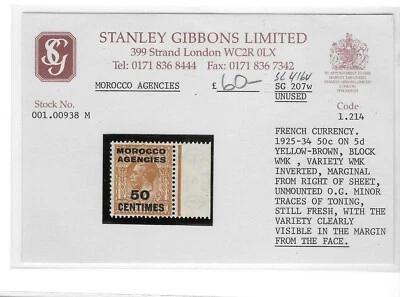 SG
STANLEY GIBBONS LIMITED
399 Strand London WC2R 0LX
Tel: 0171 836 8444 Fax: 0171 836 7342
MOROCCO AGENCIES £60— SG 416W
SG 207w
UNUSED
Stock No.
001.00938 M
Code
1.214
FRENCH CURRENCY.
1925-34 50c ON 5d
YELLOW-BROWN, BLOCK
WMK , VARIETY WMK
INVERTED, MARGINAL
FROM RIGHT OF SHEET,
UNMOUNTED O.G. MINOR
TRACES OF TONING,
STILL FRESH, WITH THE
VARIETY CLEARLY
VISIBLE IN THE MARGIN
FROM THE FACE.
MOROCCO
AGENCIES
50
CENTIMES